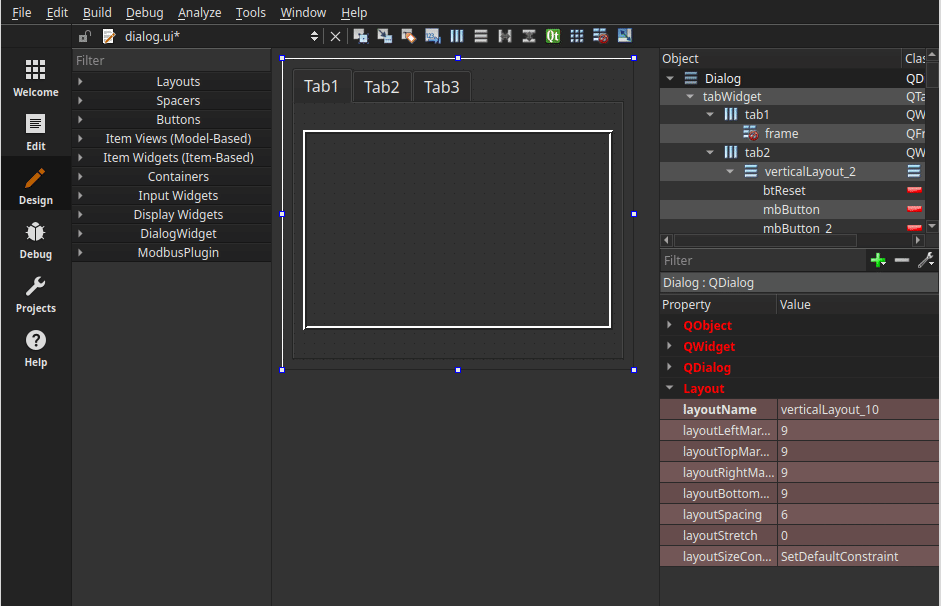 File Edit Build Debug Analyze Tools Window Help
dialog.ui*
Qt
Welcome
Edit
Design
Debug
Projects
Help
Filter
Layouts
Spacers
Buttons
Item Views (Model-Based)
Item Widgets (Item-Based)
Containers
Input Widgets
Display Widgets
DialogWidget
ModbusPlugin
Tab1 Tab2 Tab3
Object Clas
Dialog QD
tabWidget QTa
tab1 QW
frame QFr
tab2 QW
verticalLayout_2
btReset
mbButton
mbButton_2
Filter
Dialog : QDialog
Property Value
QObject
QWidget
QDialog
Layout
layoutName verticalLayout_10
layoutLeftMar... 9
layoutTopMar... 9
layoutRightMa... 9
layoutBottom... 9
layoutSpacing 6
layoutStretch 0
layoutSizeCon... SetDefaultConstraint